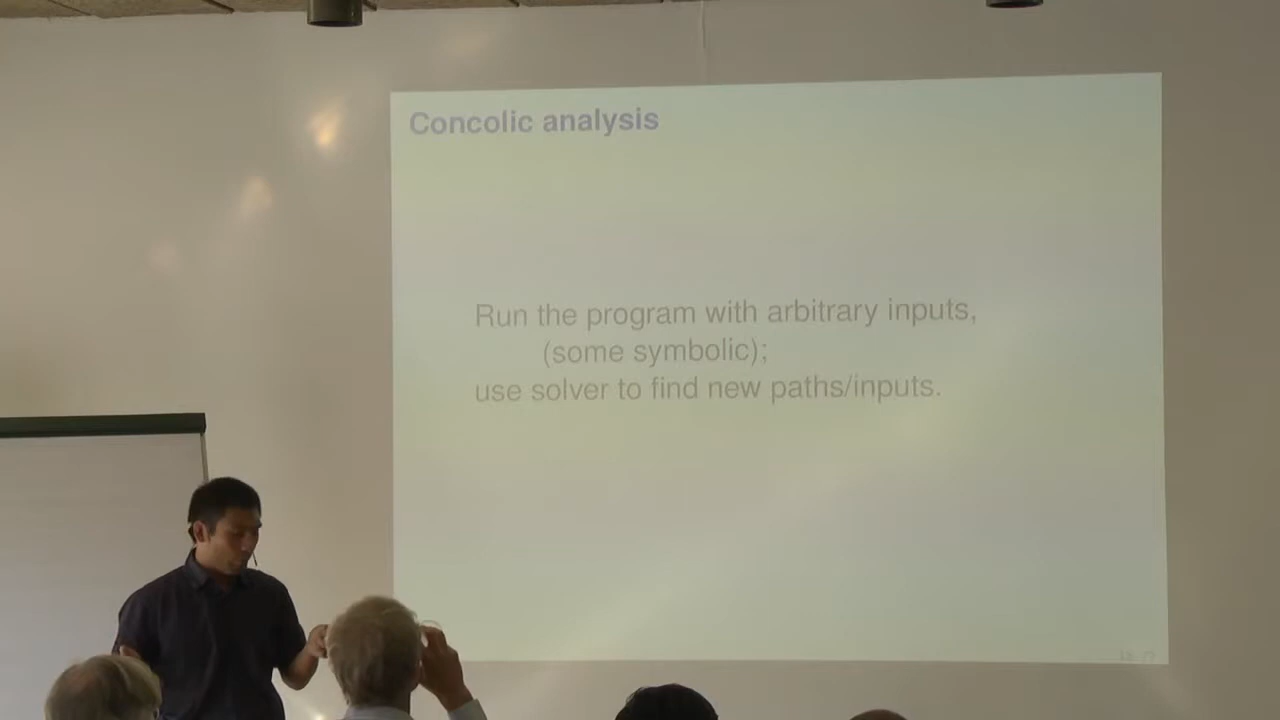 Concolic analysis
Run the program with arbitrary inputs,
(some symbolic);
use solver to find new paths/inputs.